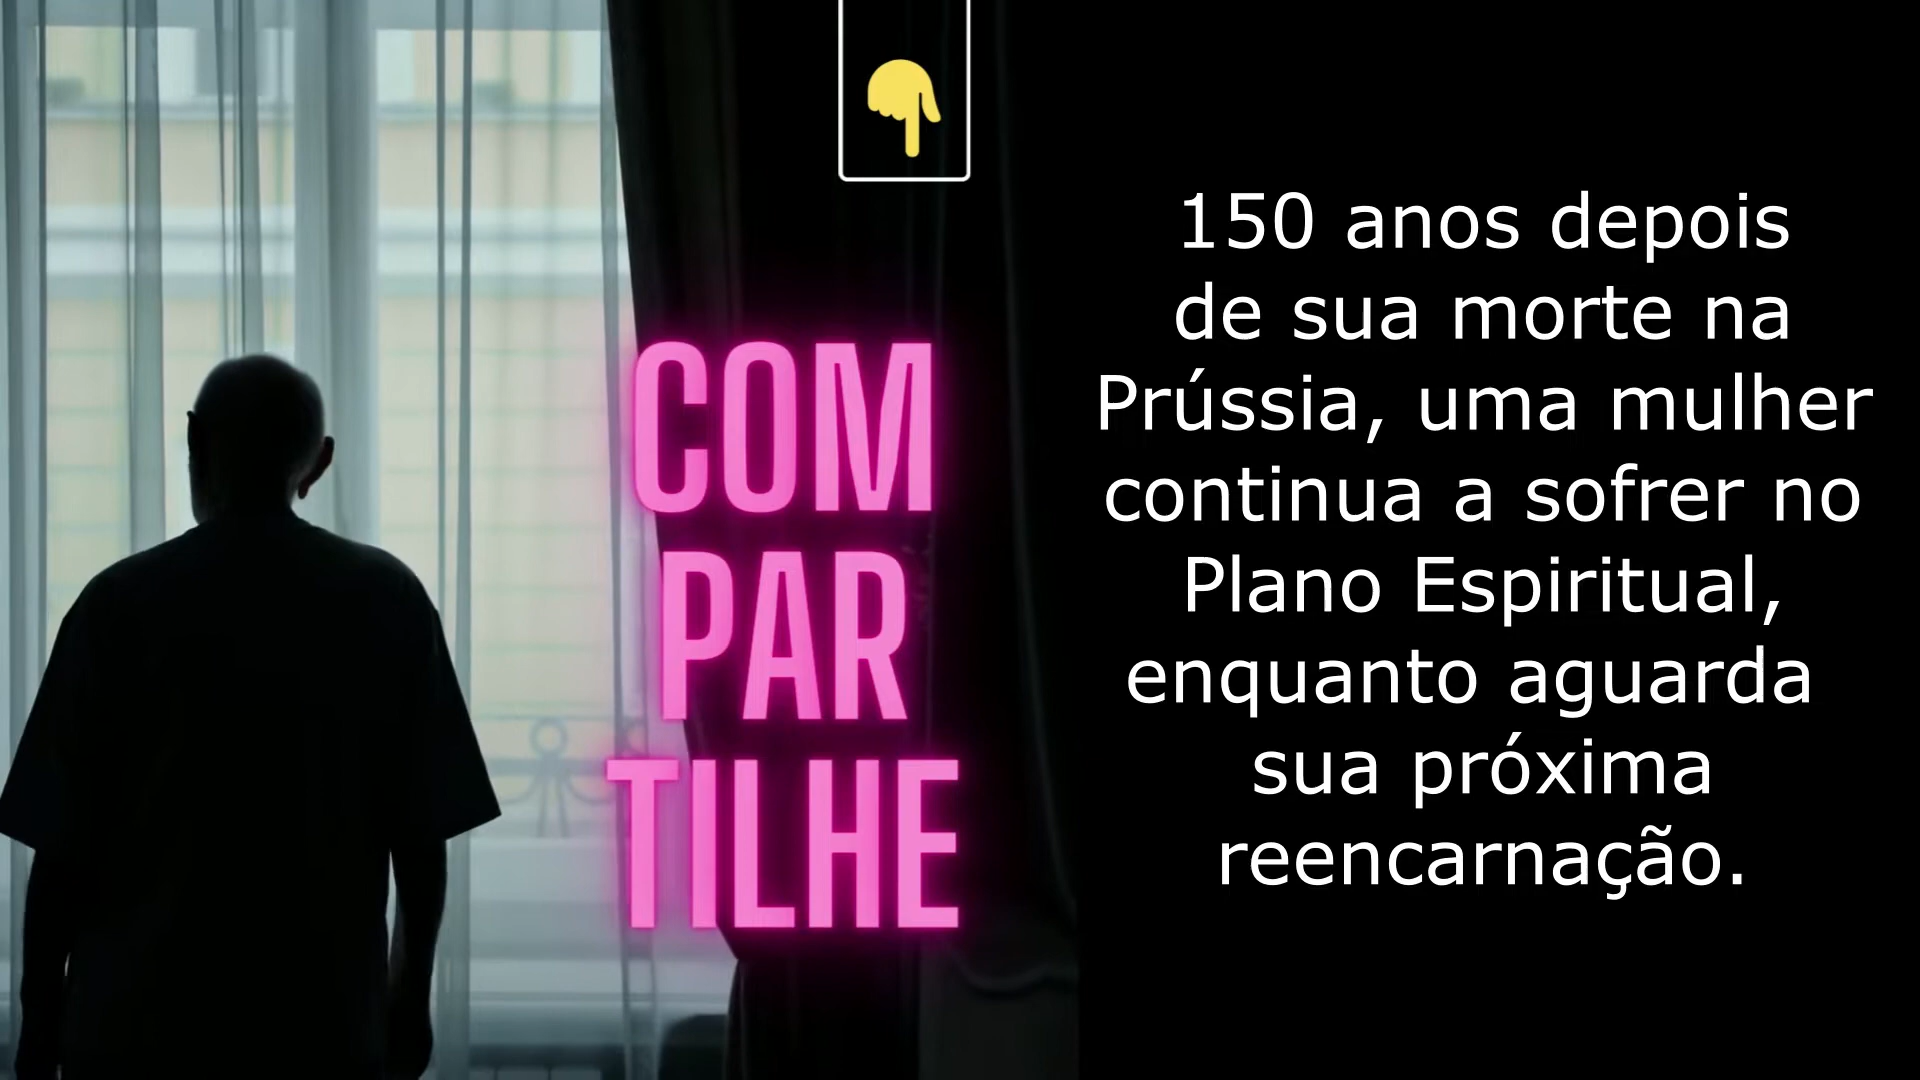 COM
PAR
TILHE
150 anos depois
de sua morte na
Prússia, uma mulher
continua a sofrer no
Plano Espiritual,
enquanto aguarda
sua próxima
reencarnação.